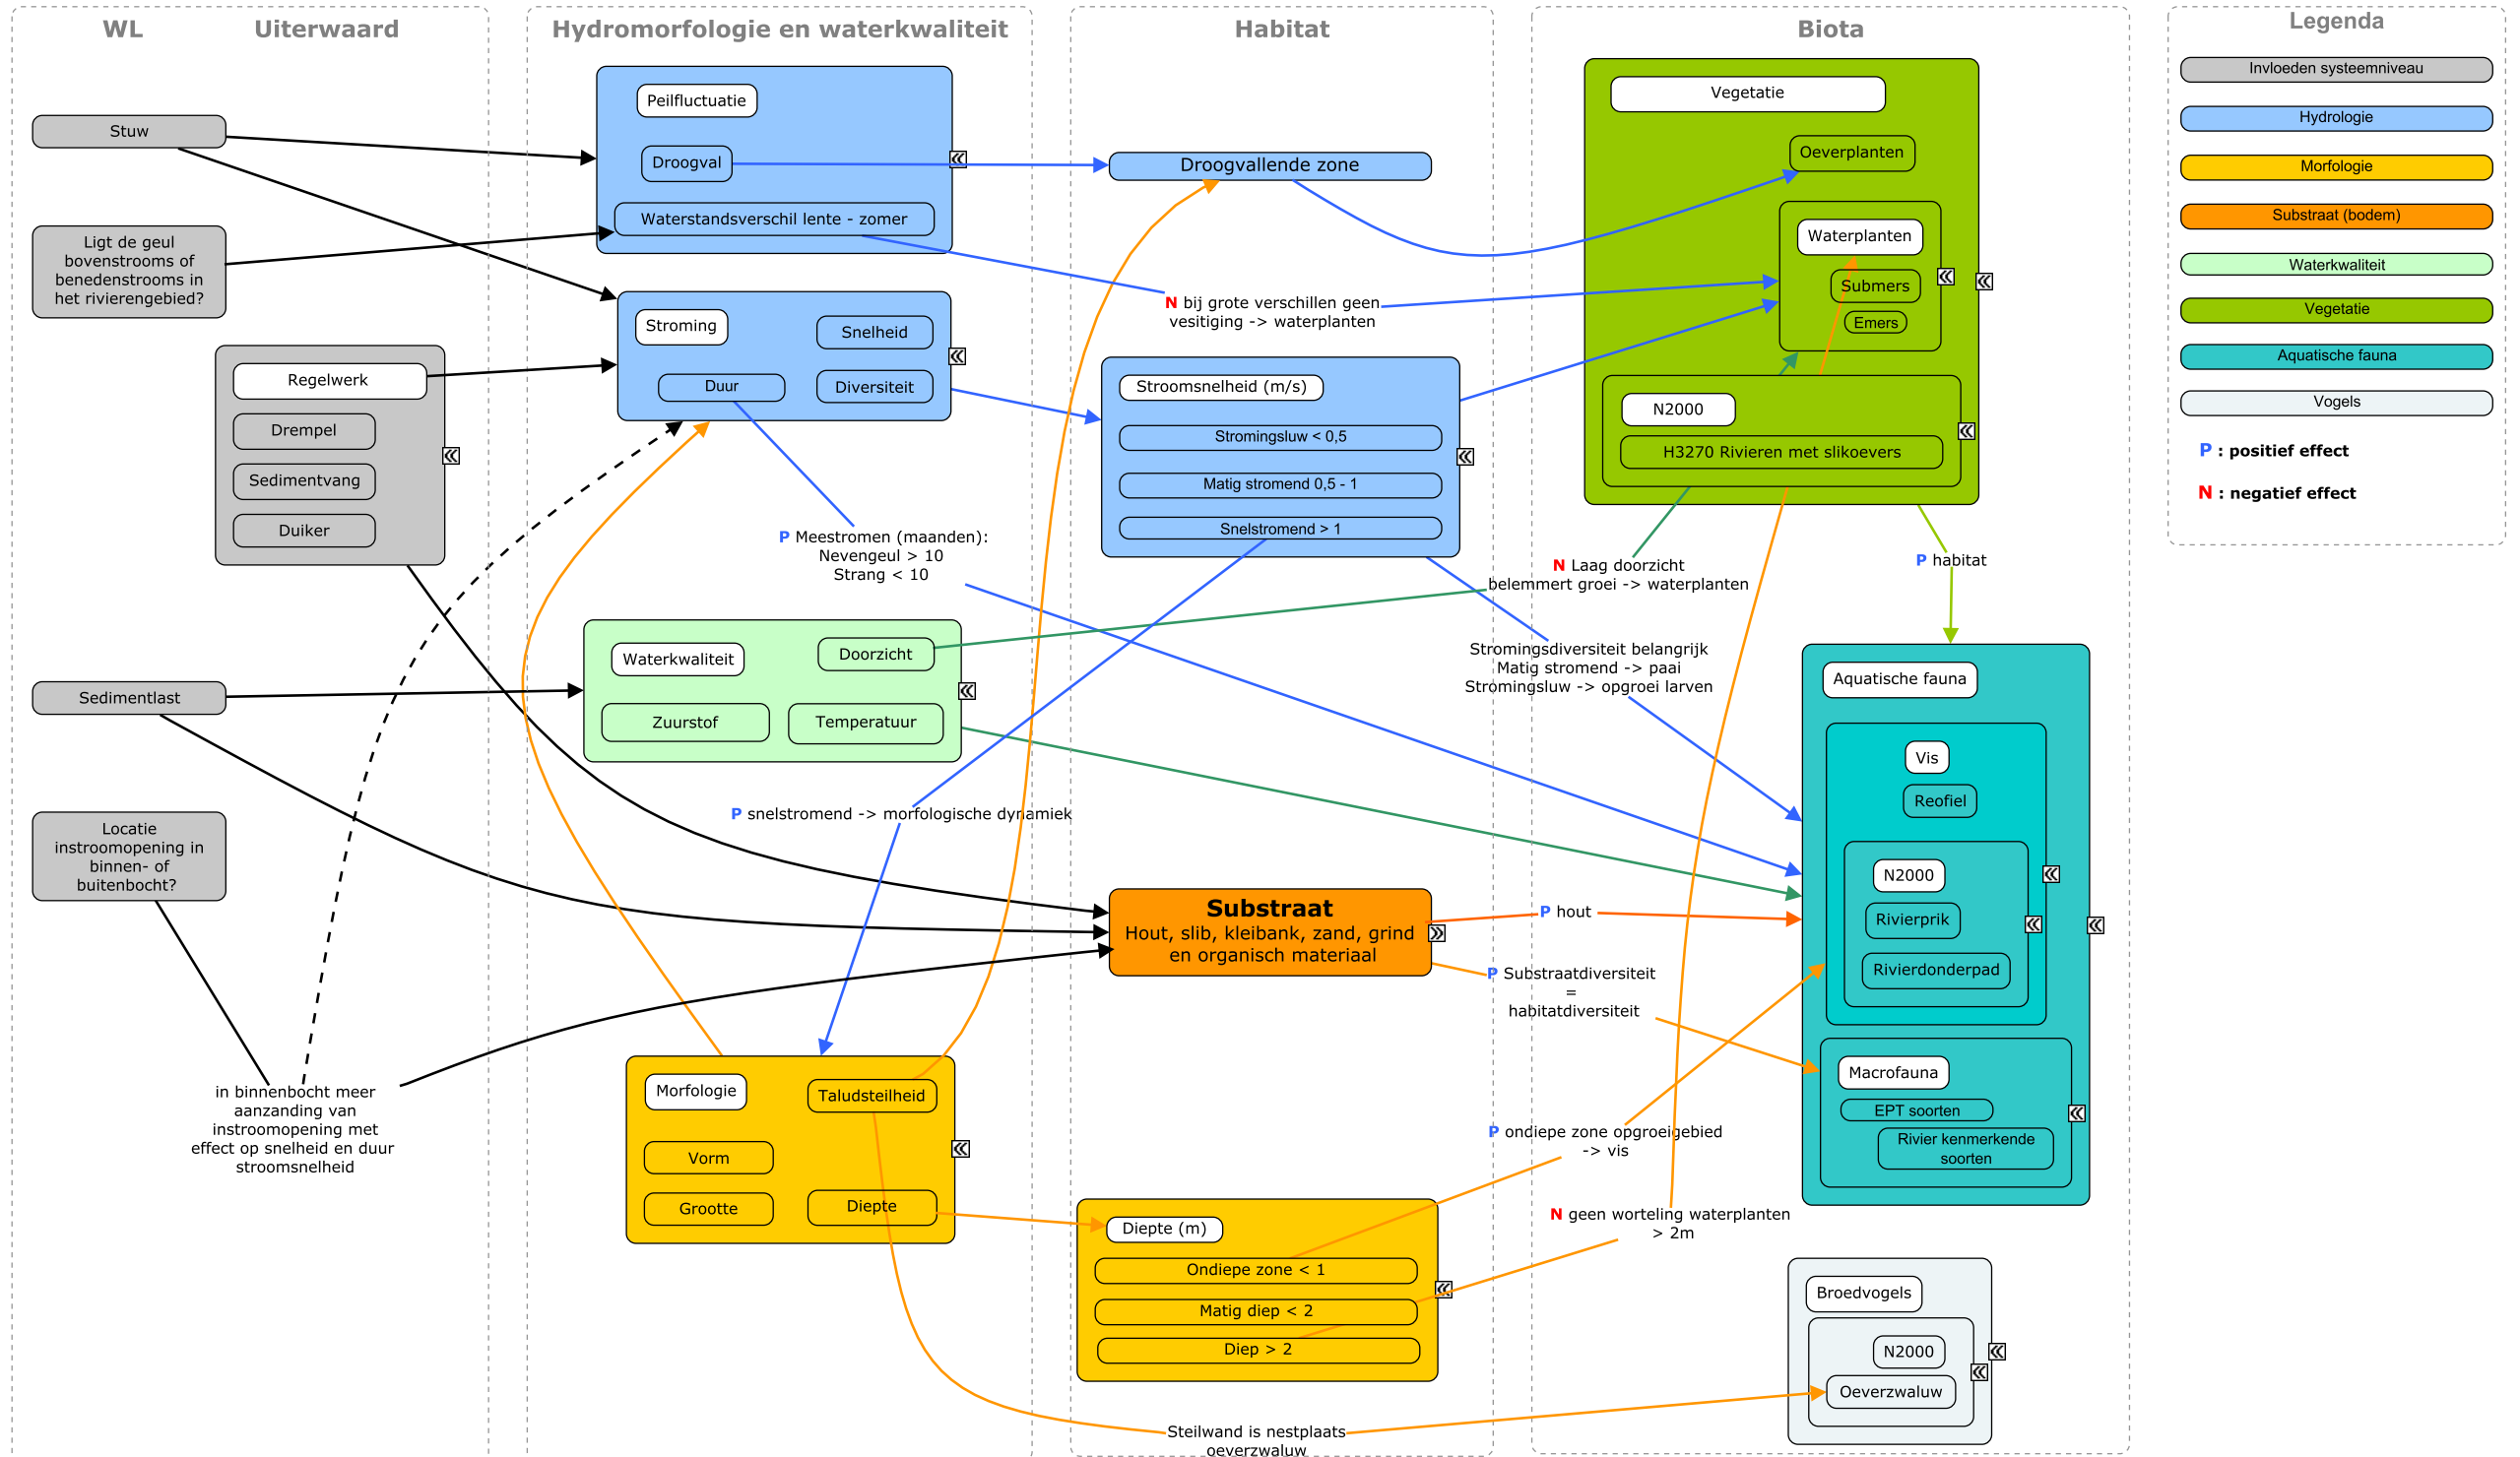 WL
Uiterwaard
Stuw
Ligt de geul
bovenstrooms of
benedenstrooms in
het rivierengebied?
Regelwerk
Drempel
Sedimentvang
Duiker
Sedimentlast
Locatie
instroomopening in
binnen- of
buitenbocht?
in binnenbocht meer
aanzanding van
instroomopening met
effect op snelheid en duur
stroomsnelheid
Hydromorfologie en waterkwaliteit
Peilfluctuatie
Droogval
Waterstandsverschil lente - zomer
Stroming
Snelheid
Duur
Diversiteit
P Meestromen (maanden):
Nevengeul > 10
Strang < 10
Waterkwaliteit
Doorzicht
Zuurstof
Temperatuur
P snelstromend -> morfologische dynamiek
Morfologie
Taludsteilheid
Vorm
Grootte
Diepte
Habitat
Droogvallende zone
N bij grote verschillen geen
vesitiging -> waterplanten
Stroomsnelheid (m/s)
Stromingsluw < 0,5
Matig stromend 0,5 - 1
Snelstromend > 1
Substraat
Hout, slib, kleibank, zand, grind
en organisch materiaal
Diepte (m)
Ondiepe zone < 1
Matig diep < 2
Diep > 2
Steilwand is nestplaats
oeverzwaluw
N Laag doorzicht
belemmert groei -> waterplanten
Stromingsdiversiteit belangrijk
Matig stromend -> paai
Stromingsluw -> opgroei larven
P hout
P Substraatdiversiteit
=
habitatdiversiteit
P ondiepe zone opgroeigebied
-> vis
N geen worteling waterplanten
> 2m
Biota
Vegetatie
Oeverplanten
Waterplanten
Submers
Emers
N2000
H3270 Rivieren met slikoevers
P habitat
Aquatische fauna
Vis
Reofiel
N2000
Rivierprik
Rivierdonderpad
Macrofauna
EPT soorten
Rivier kenmerkende
soorten
Broedvogels
N2000
Oeverzwaluw
Legenda
Invloeden systeemniveau
Hydrologie
Morfologie
Substraat (bodem)
Waterkwaliteit
Vegetatie
Aquatische fauna
Vogels
P : positief effect
N : negatief effect